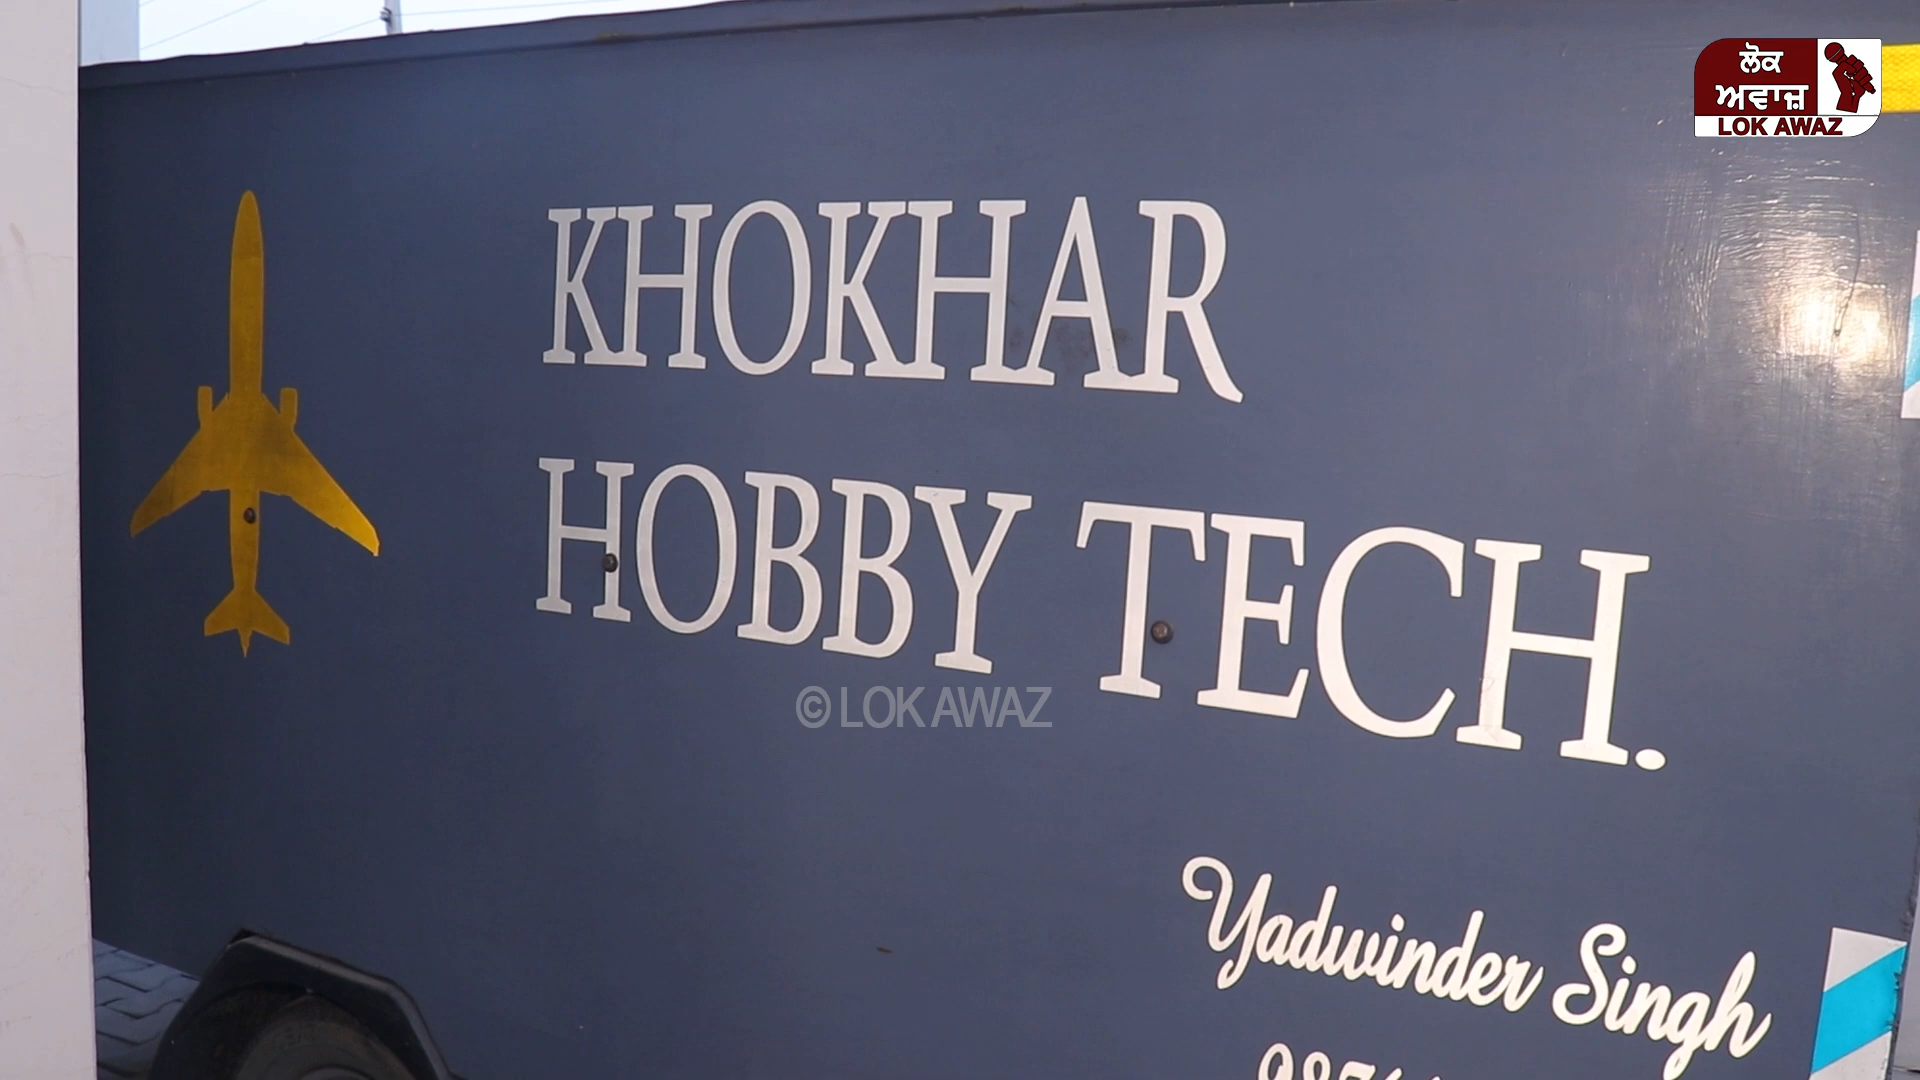 ਲੋਕ
ਅਵਾਜ਼
LOK AWAZ
KHOKHAR
HOBBY TECH.
© LOK AWAZ
Yadwinder Singh